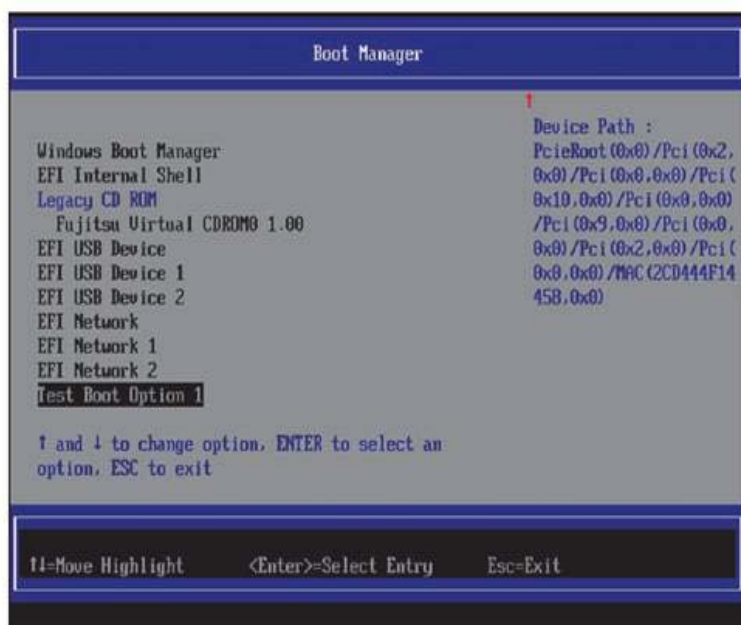 Boot Manager
Windows Boot Manager
EFI Internal Shell
Legacy CD ROM
Fujitsu Virtual CDROM0 1.00
EFI USB Device
EFI USB Device 1
EFI USB Device 2
EFI Network
EFI Network 1
EFI Network 2
Test Boot Option 1
↑ and ↓ to change option, ENTER to select an
option, ESC to exit
↑
Device Path :
PcieRoot(0x0)/Pci(0x2,
0x0)/Pci(0x0,0x0)/Pci(
0x10,0x0)/Pci(0x0,0x0)
/Pci(0x9,0x0)/Pci(0x0,
0x0)/Pci(0x2,0x0)/Pci(
0x0,0x0)/MAC(2CD444F14
458,0x0)
↑↓=Move Highlight <Enter>=Select Entry Esc=Exit